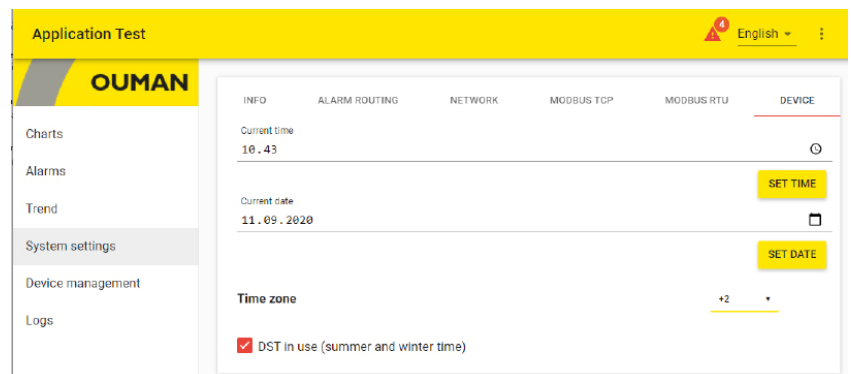 Application Test
4
English
OUMAN
Charts
Alarms
Trend
System settings
Device management
Logs
INFO ALARM ROUTING NETWORK MODBUS TCP MODBUS RTU DEVICE
Current time
10.43
SET TIME
Current date
11.09.2020
SET DATE
Time zone +2
DST in use (summer and winter time)